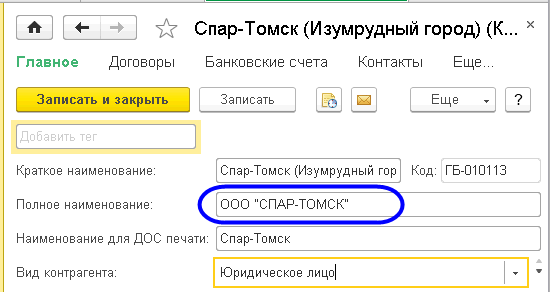 Спар-Томск (Изумрудный город) (К...
Главное Договоры Банковские счета Контакты Еще...
Записать и закрыть Записать Еще ?
Добавить тег
Краткое наименование: Спар-Томск (Изумрудный гор Код: ГБ-010113
Полное наименование: ООО "СПАР-ТОМСК"
Наименование для ДОС печати: Спар-Томск
Вид контрагента: Юридическое лицо